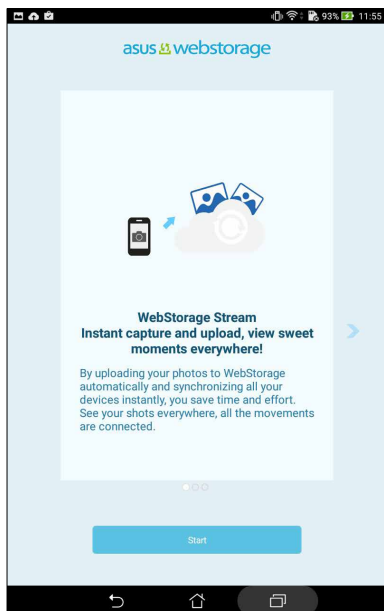 93% 11:55
asus webstorage
WebStorage Stream
Instant capture and upload, view sweet
moments everywhere!
By uploading your photos to WebStorage
automatically and synchronizing all your
devices instantly, you save time and effort.
See your shots everywhere, all the movements
are connected.
Start